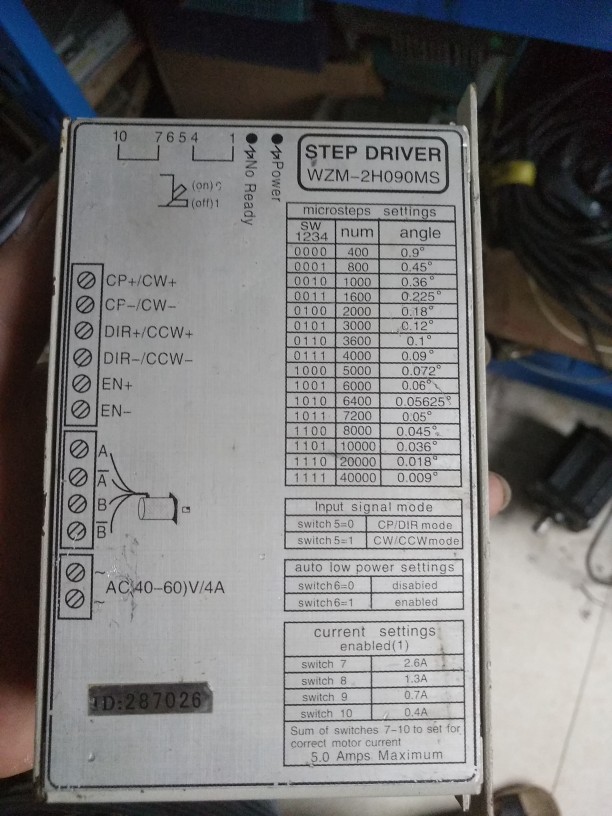 10 7 6 5 4 1
No Ready
Power
(on) 0
(off) 1
STEP DRIVER
WZM-2H090MS
CP+/CW+
CP-/CW-
DIR+/CCW+
DIR-/CCW-
EN+
EN-
A
A̅
B
B̅
~
AC(40-60)V/4A
~
ID:287026
microsteps settings
SW 1234 num angle
0000 400 0.9°
0001 800 0.45°
0010 1000 0.36°
0011 1600 0.225°
0100 2000 0.18°
0101 3000 0.12°
0110 3600 0.1°
0111 4000 0.09°
1000 5000 0.072°
1001 6000 0.06°
1010 6400 0.05625°
1011 7200 0.05°
1100 8000 0.045°
1101 10000 0.036°
1110 20000 0.018°
1111 40000 0.009°
Input signal mode
switch5=0 CP/DIR mode
switch5=1 CW/CCWmode
auto low power settings
switch6=0 disabled
switch6=1 enabled
current settings
enabled(1)
switch 7 2.6A
switch 8 1.3A
switch 9 0.7A
switch 10 0.4A
Sum of switches 7-10 to set for
correct motor current
5.0 Amps Maximum